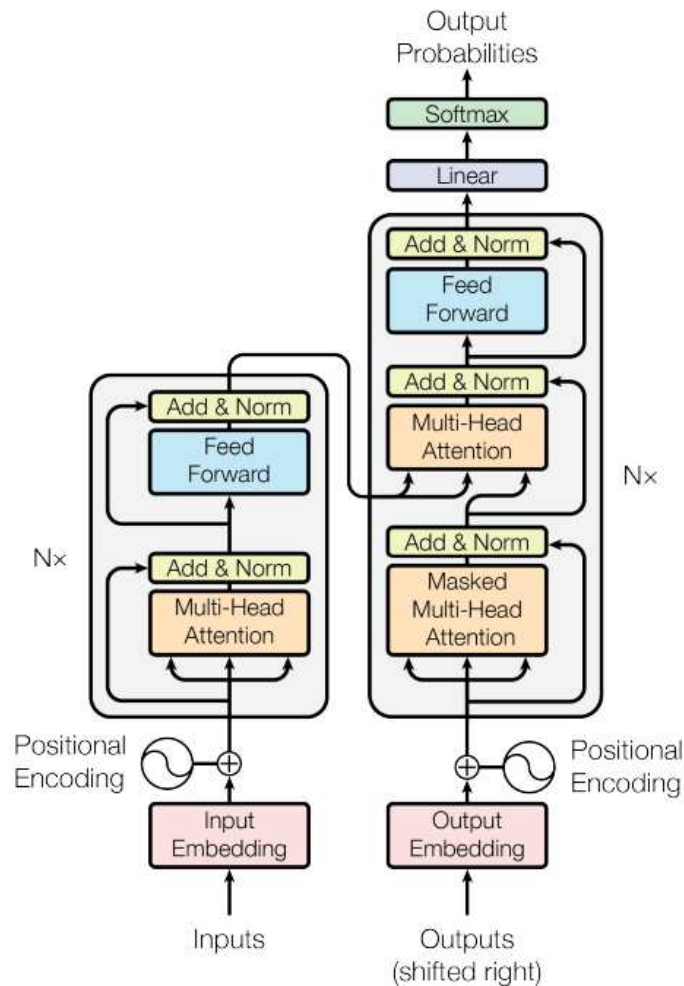 Output
Probabilities
Softmax
Linear
Add & Norm
Feed
Forward
Add & Norm
Multi-Head
Attention
Add & Norm
Masked
Multi-Head
Attention
N×
Add & Norm
Feed
Forward
Add & Norm
Multi-Head
Attention
N×
Positional
Encoding
Positional
Encoding
Input
Embedding
Output
Embedding
Inputs
Outputs
(shifted right)